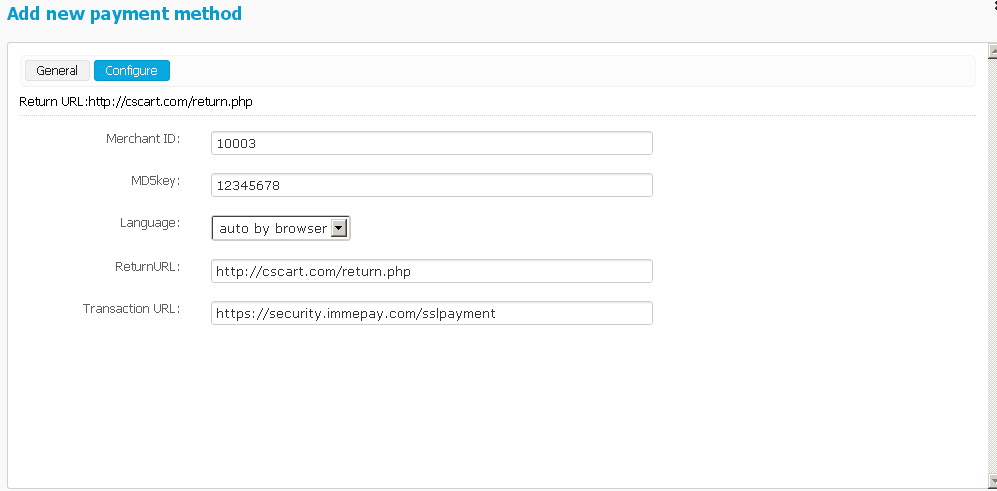 Add new payment method
General Configure
Return URL:http://cscart.com/return.php
Merchant ID: 10003
MD5key: 12345678
Language: auto by browser
ReturnURL: http://cscart.com/return.php
Transaction URL: https://security.immepay.com/sslpayment